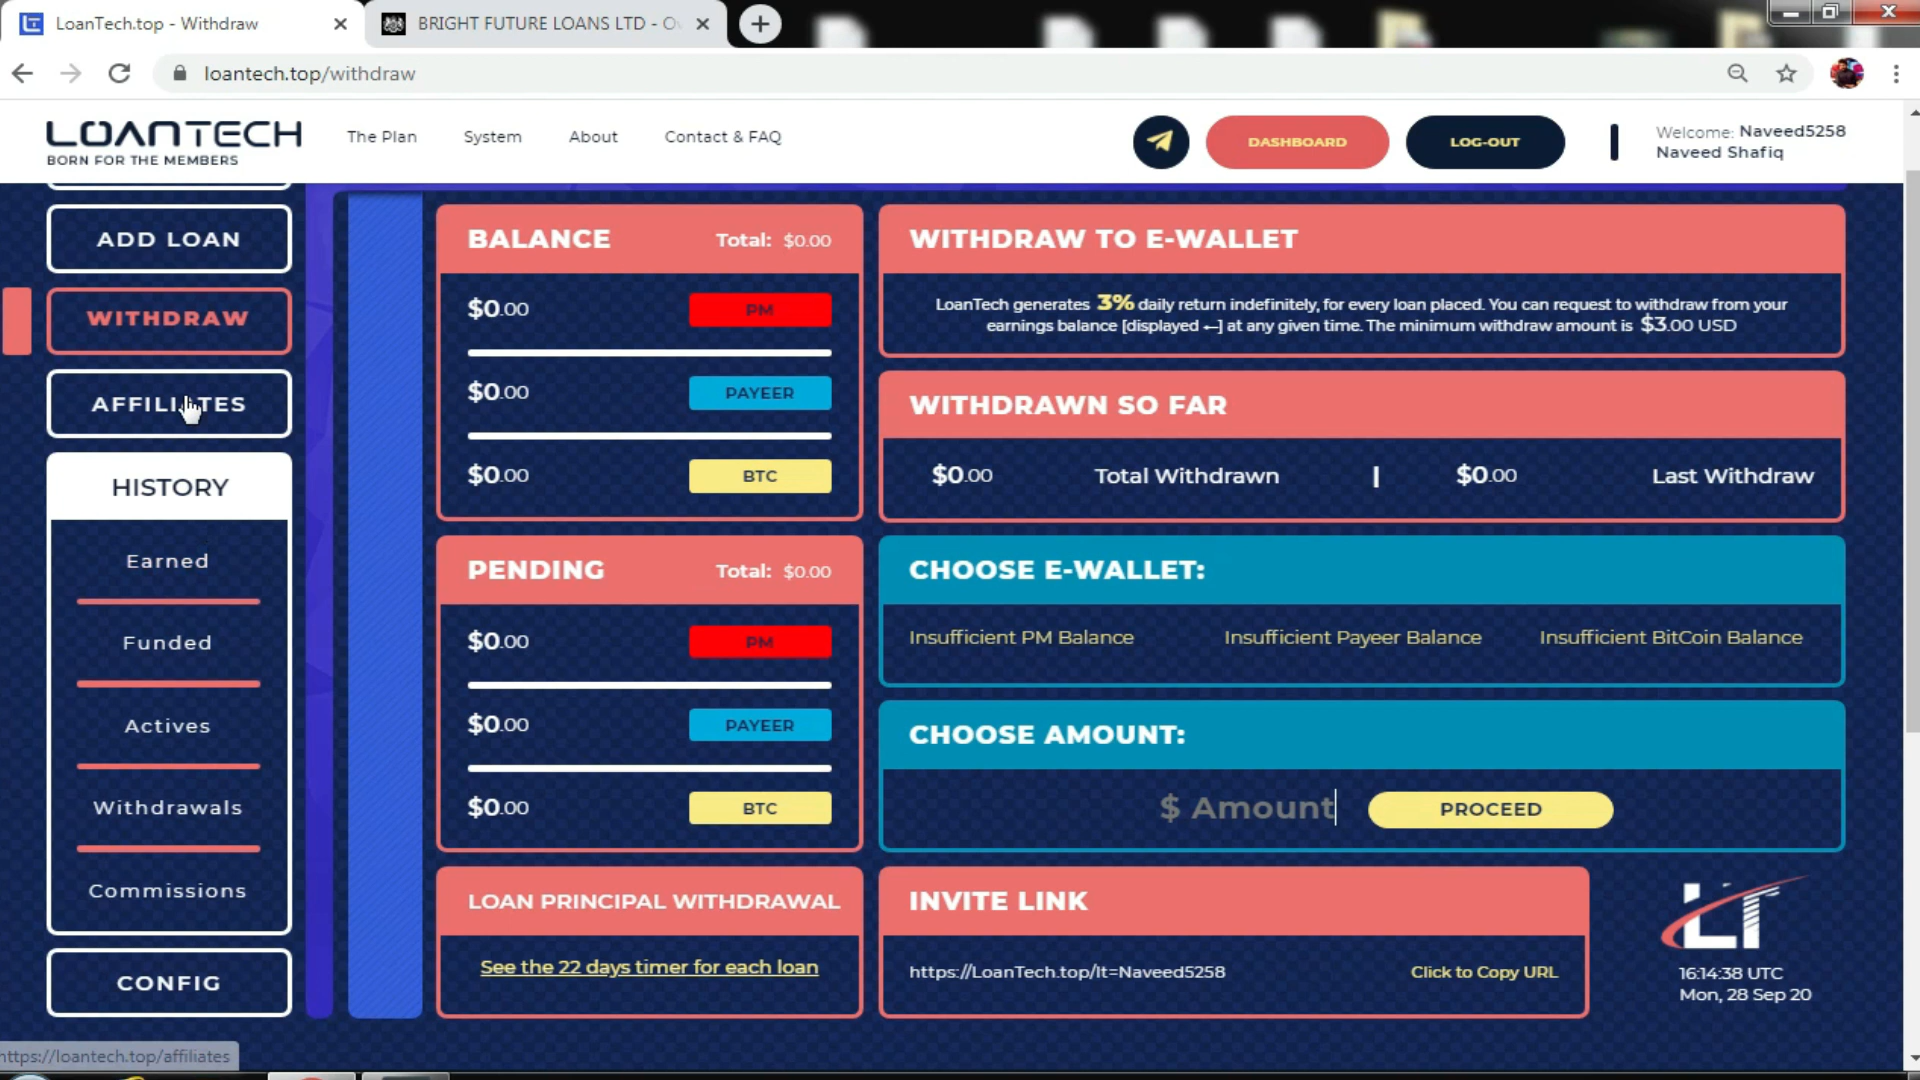 LoanTech.top - Withdraw
BRIGHT FUTURE LOANS LTD - Ov
loantech.top/withdraw
LOANTECH
BORN FOR THE MEMBERS
The Plan
System
About
Contact & FAQ
DASHBOARD
LOG-OUT
Welcome: Naveed5258
Naveed Shafiq
ADD LOAN
WITHDRAW
AFFILIATES
HISTORY
Earned
Funded
Actives
Withdrawals
Commissions
CONFIG
BALANCE Total: $0.00
$0.00 PM
$0.00 PAYEER
$0.00 BTC
PENDING Total: $0.00
$0.00 PM
$0.00 PAYEER
$0.00 BTC
LOAN PRINCIPAL WITHDRAWAL
See the 22 days timer for each loan
WITHDRAW TO E-WALLET
LoanTech generates 3% daily return indefinitely, for every loan placed. You can request to withdraw from your
earnings balance [displayed ←] at any given time. The minimum withdraw amount is $3.00 USD
WITHDRAWN SO FAR
$0.00 Total Withdrawn | $0.00 Last Withdraw
CHOOSE E-WALLET:
Insufficient PM Balance Insufficient Payeer Balance Insufficient BitCoin Balance
CHOOSE AMOUNT:
$ Amount PROCEED
INVITE LINK
https://LoanTech.top/lt=Naveed5258 Click to Copy URL
LT
16:14:38 UTC
Mon, 28 Sep 20
https://loantech.top/affiliates